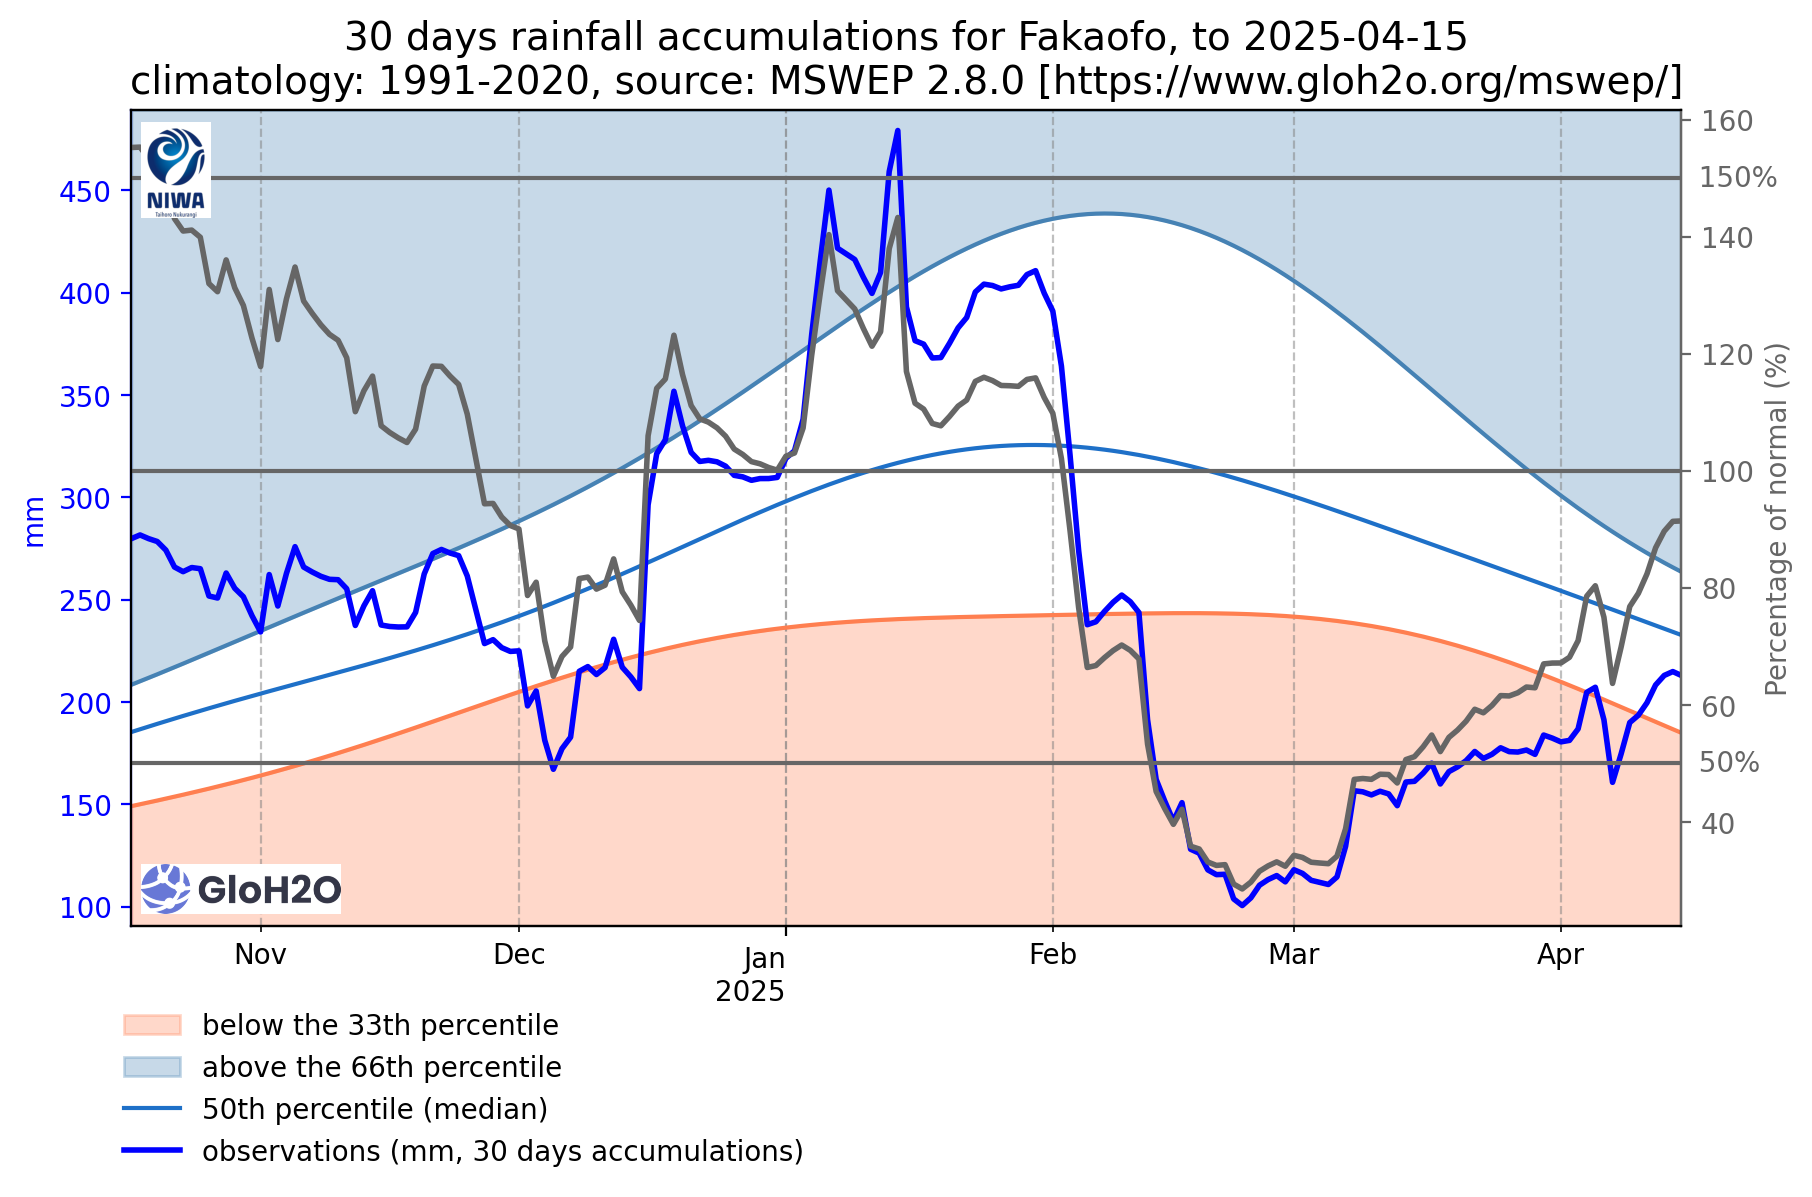 30 days rainfall accumulations for Fakaofo, to 2025-04-15
climatology: 1991-2020, source: MSWEP 2.8.0 [https://www.gloh2o.org/mswep/]
NIWA
Taihoro Nukurangi
450
400
350
300
250
200
150
100
mm
160
150%
140
120
100
80
60
50%
40
Percentage of normal (%)
GloH2O
Nov
Dec
Jan
2025
Feb
Mar
Apr
below the 33th percentile
above the 66th percentile
50th percentile (median)
observations (mm, 30 days accumulations)